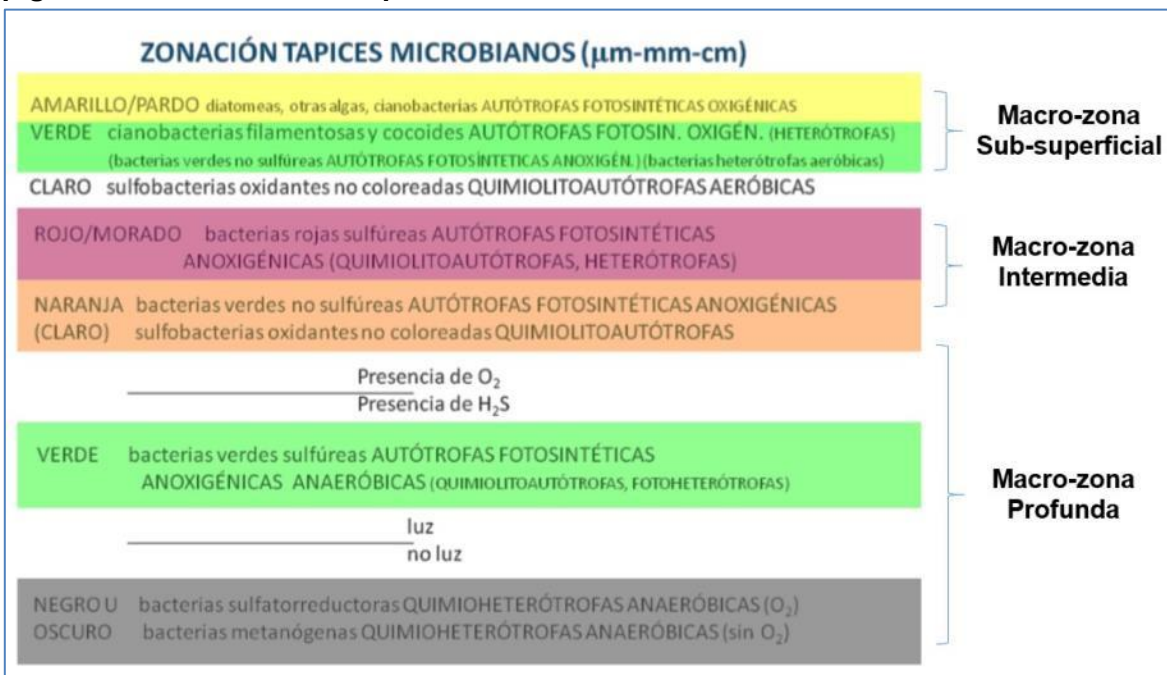 ZONACIÓN TAPICES MICROBIANOS (µm-mm-cm)
AMARILLO/PARDO diatomeas, otras algas, cianobacterias AUTÓTROFAS FOTOSINTÉTICAS OXIGÉNICAS
VERDE cianobacterias filamentosas y cocoides AUTÓTROFAS FOTOSIN. OXIGÉN. (HETERÓTROFAS)
(bacterias verdes no sulfúreas AUTÓTROFAS FOTOSÍNTETICAS ANOXIGÉN.) (bacterias heterótrofas aeróbicas)
Macro-zona
Sub-superficial
CLARO sulfobacterias oxidantes no coloreadas QUIMIOLITOAUTÓTROFAS AERÓBICAS
ROJO/MORADO bacterias rojas sulfúreas AUTÓTROFAS FOTOSINTÉTICAS
ANOXIGÉNICAS (QUIMIOLITOAUTÓTROFAS, HETERÓTROFAS)
Macro-zona
Intermedia
NARANJA bacterias verdes no sulfúreas AUTÓTROFAS FOTOSINTÉTICAS ANOXIGÉNICAS
(CLARO) sulfobacterias oxidantes no coloreadas QUIMIOLITOAUTÓTROFAS
Presencia de O₂
Presencia de H₂S
VERDE bacterias verdes sulfúreas AUTÓTROFAS FOTOSINTÉTICAS
ANOXIGÉNICAS ANAERÓBICAS (QUIMIOLITOAUTÓTROFAS, FOTOHETERÓTROFAS)
Macro-zona
Profunda
luz
no luz
NEGRO U bacterias sulfatorreductoras QUIMIOHETERÓTROFAS ANAERÓBICAS (O₂)
OSCURO bacterias metanógenas QUIMIOHETERÓTROFAS ANAERÓBICAS (sin O₂)